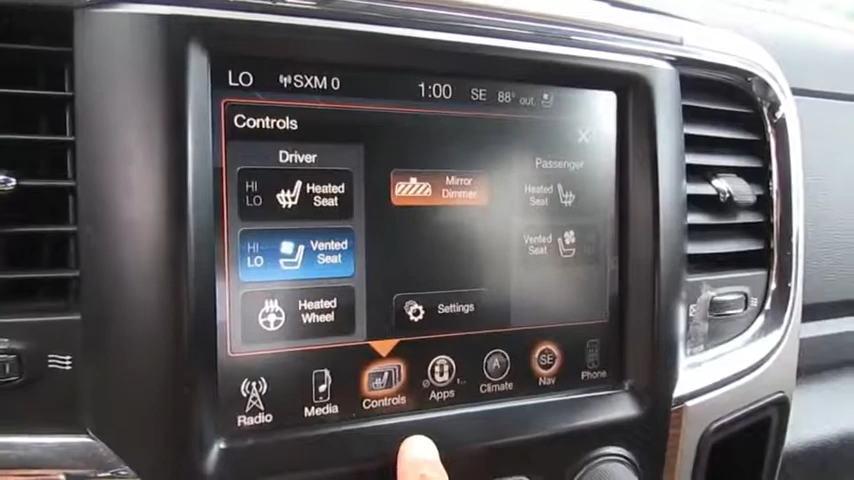 LO SXM 0 1:00 SE 88° out
Controls X
Driver
HI
LO
Heated
Seat
HI
LO
Vented
Seat
Heated
Wheel
Mirror
Dimmer
Settings
Passenger
Heated
Seat
Vented
Seat
Radio Media Controls Apps A Climate SE Nav Phone